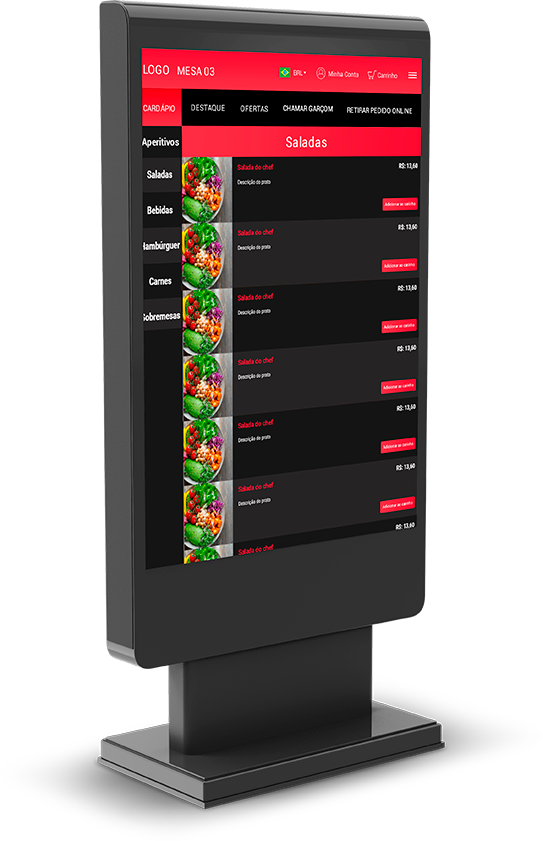 LOGO MESA 03 BRL Minha Conta Carrinho
CARDÁPIO DESTAQUE OFERTAS CHAMAR GARÇOM RETIRAR PEDIDO ONLINE
Aperitivos
Saladas
Bebidas
Hambúrguer
Carnes
Sobremesas
Saladas
Salada do chef R$: 13,60
Descrição do prato
Adicionar ao carrinho
Salada do chef R$: 13,60
Descrição do prato
Adicionar ao carrinho
Salada do chef R$: 13,60
Descrição do prato
Adicionar ao carrinho
Salada do chef R$: 13,60
Descrição do prato
Adicionar ao carrinho
Salada do chef R$: 13,60
Descrição do prato
Adicionar ao carrinho
Salada do chef R$: 13,60
Descrição do prato
Adicionar ao carrinho
Salada do chef R$: 13,60